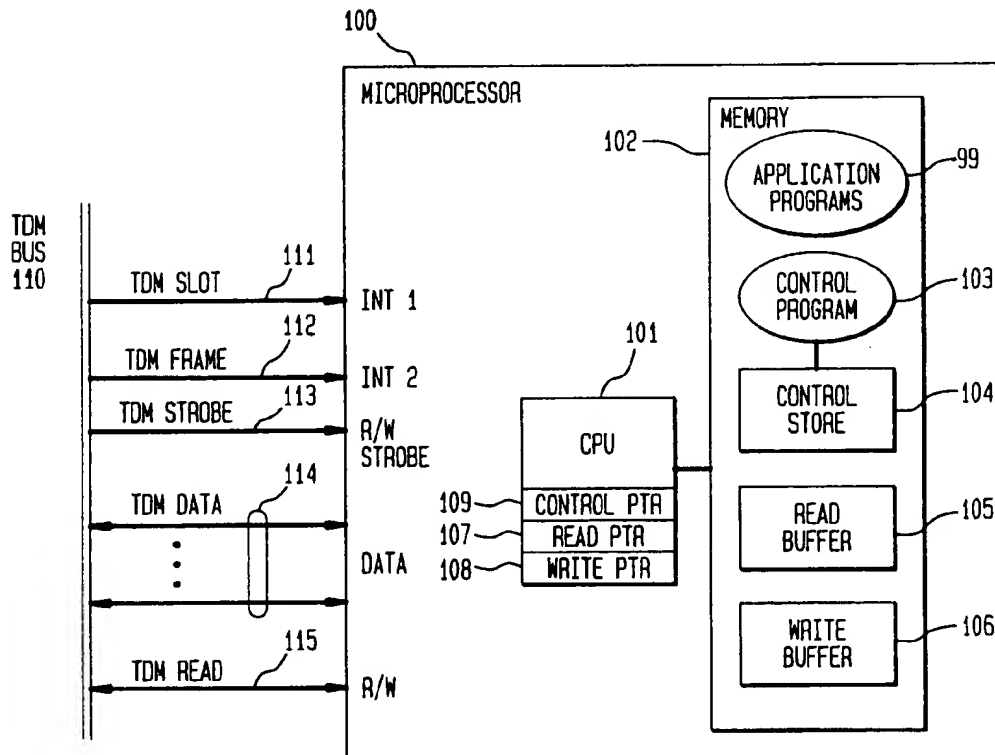 100
MICROPROCESSOR
MEMORY
102
APPLICATION
PROGRAMS
99
TDM
BUS
110
TDM SLOT
111
INT 1
CONTROL
PROGRAM
103
TDM FRAME
112
INT 2
TDM STROBE
113
R/W
STROBE
101
CPU
CONTROL
STORE
104
109
CONTROL PTR
107
READ PTR
108
WRITE PTR
TDM DATA
114
DATA
READ
BUFFER
105
WRITE
BUFFER
106
TDM READ
115
R/W